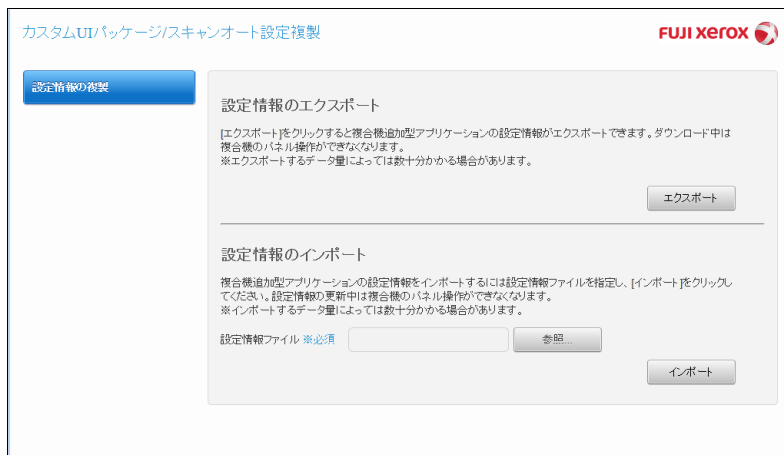 カスタムUIパッケージ/スキャンオート設定複製
FUJI xerox
設定情報の複製
設定情報のエクスポート
[エクスポート]をクリックすると複合機追加型アプリケーションの設定情報がエクスポートできます。ダウンロード中は
複合機のパネル操作ができなくなります。
※エクスポートするデータ量によっては数十分かかる場合があります。
エクスポート
設定情報のインポート
複合機追加型アプリケーションの設定情報をインポートするには設定情報ファイルを指定し、[インポート]をクリックし
てください。設定情報の更新中は複合機のパネル操作ができなくなります。
※インポートするデータ量によっては数十分かかる場合があります。
設定情報ファイル ※必須
参照...
インポート